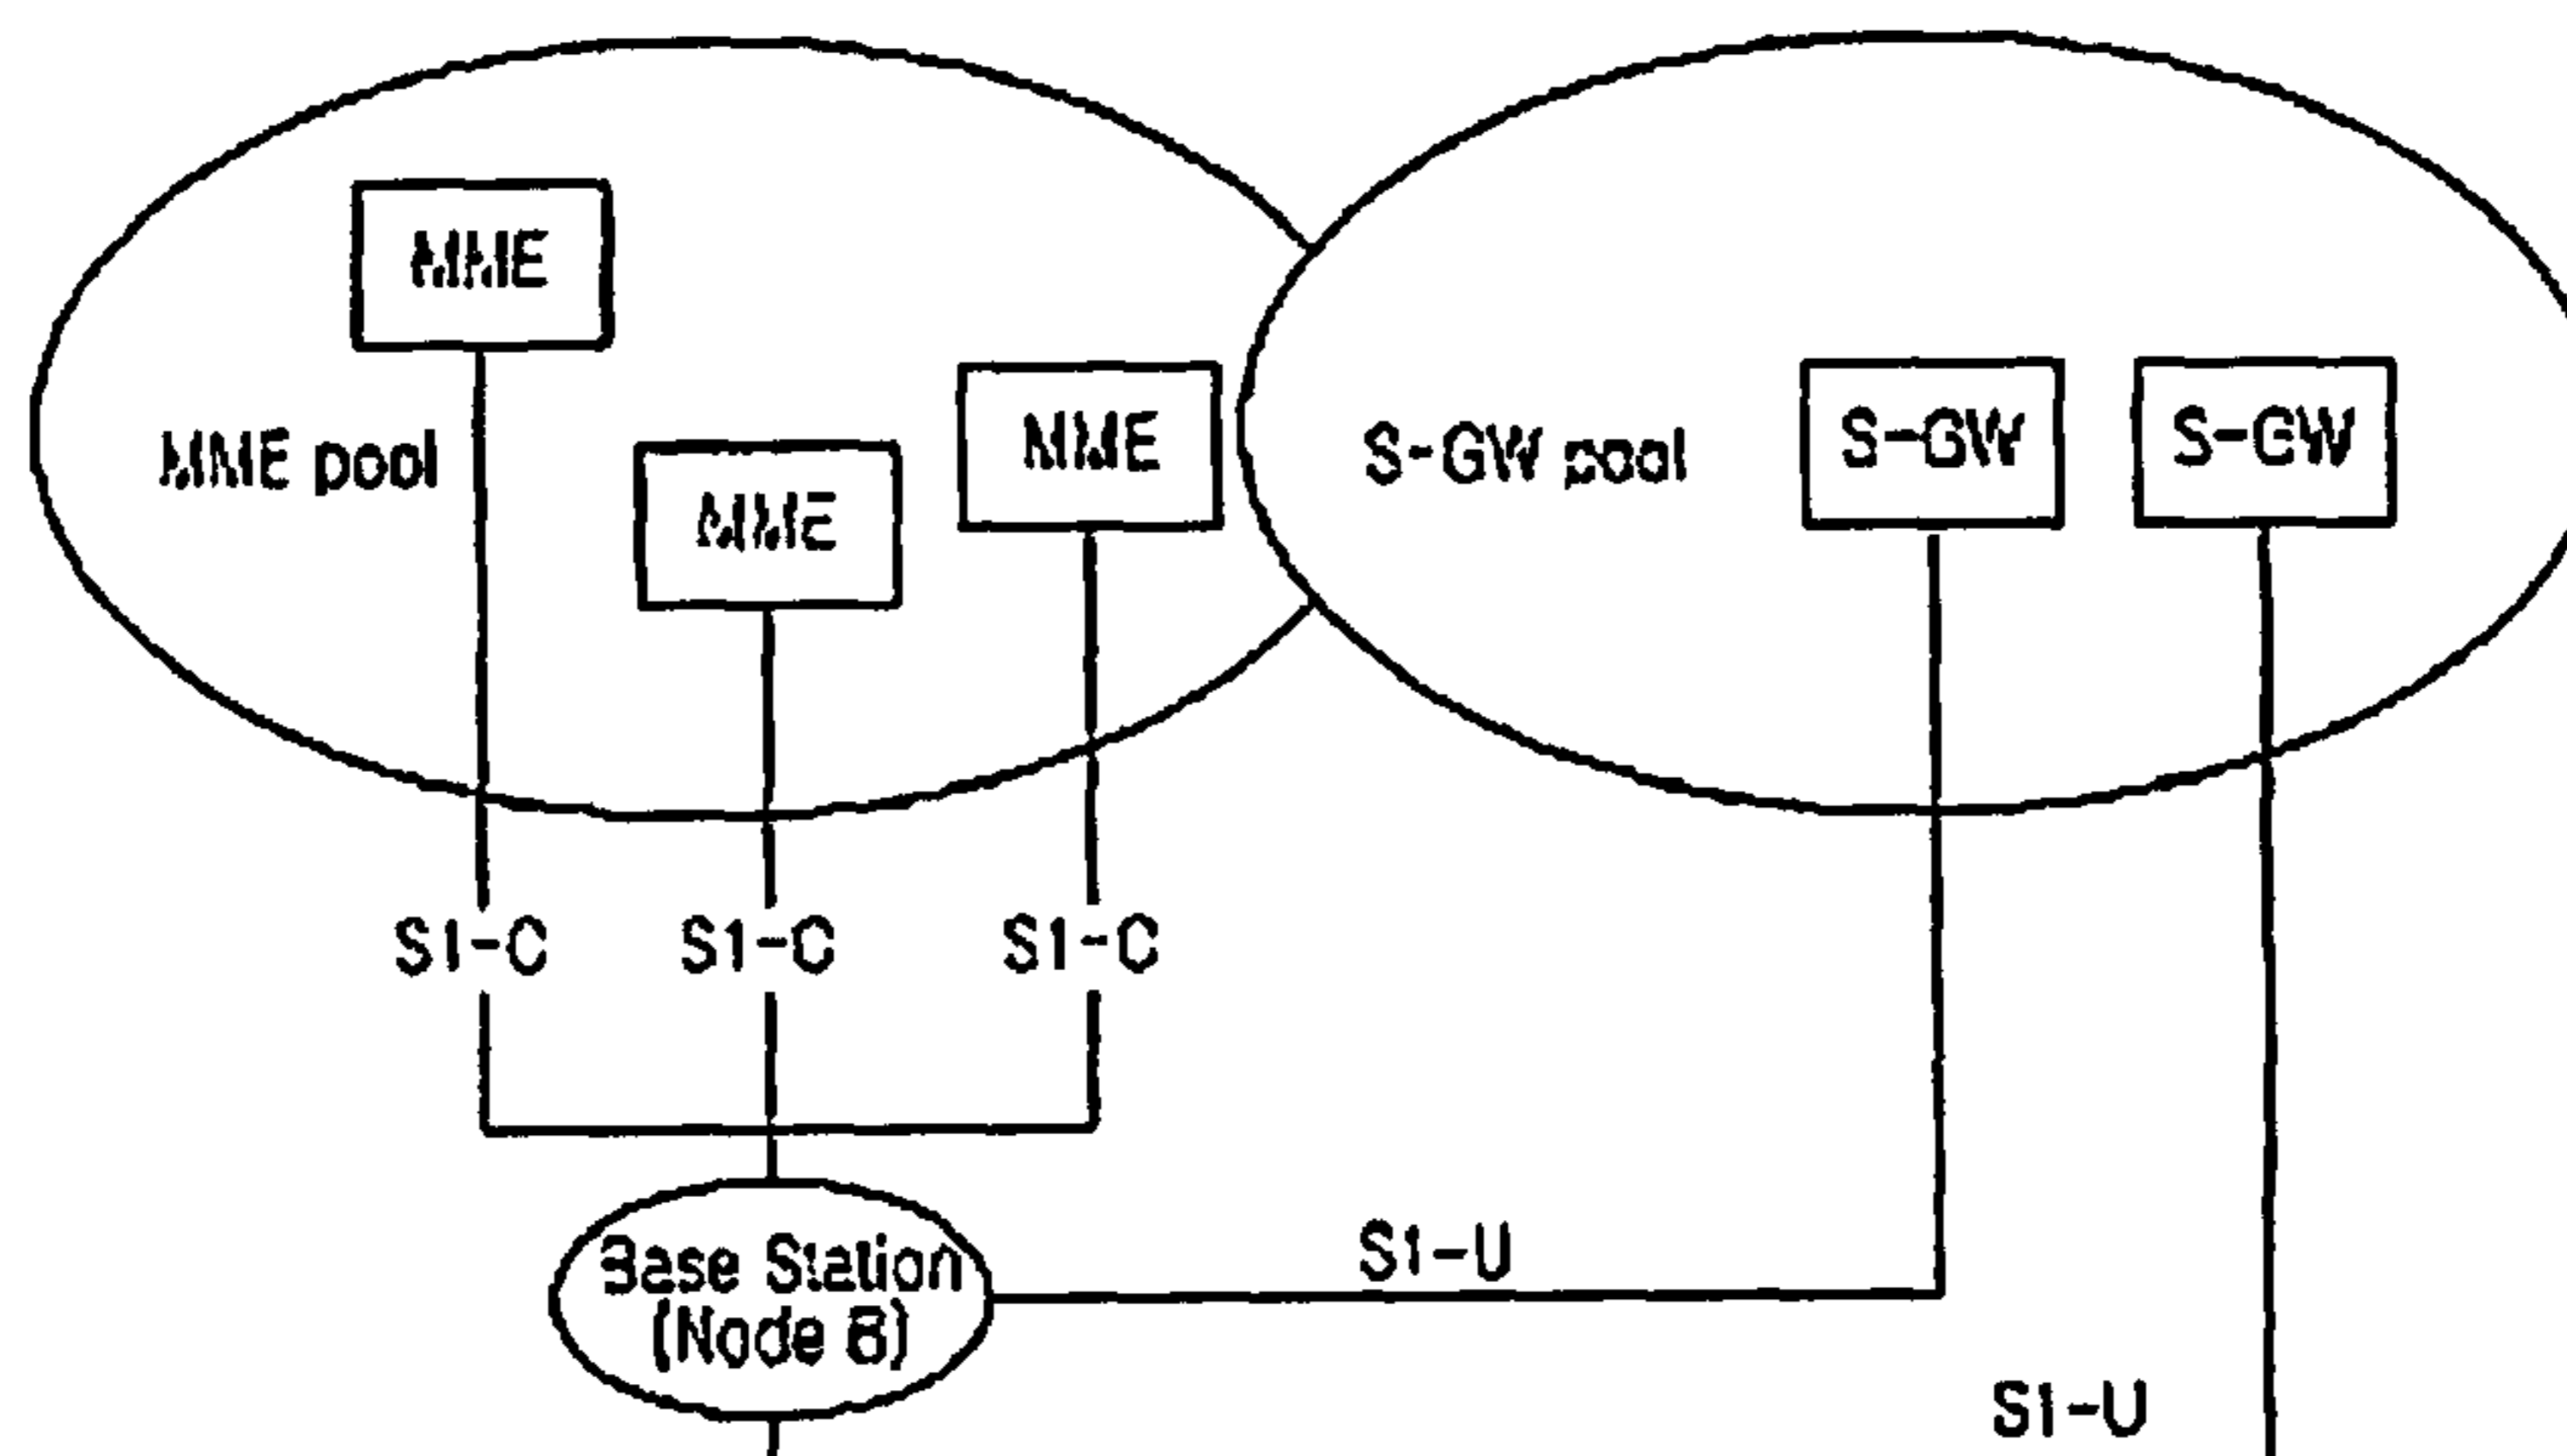 MME
MME pool
MME
MME
S-GW pool
S-GW
S-GW
S1-C
S1-C
S1-C
Base Station
(Node B)
S1-U
S1-U